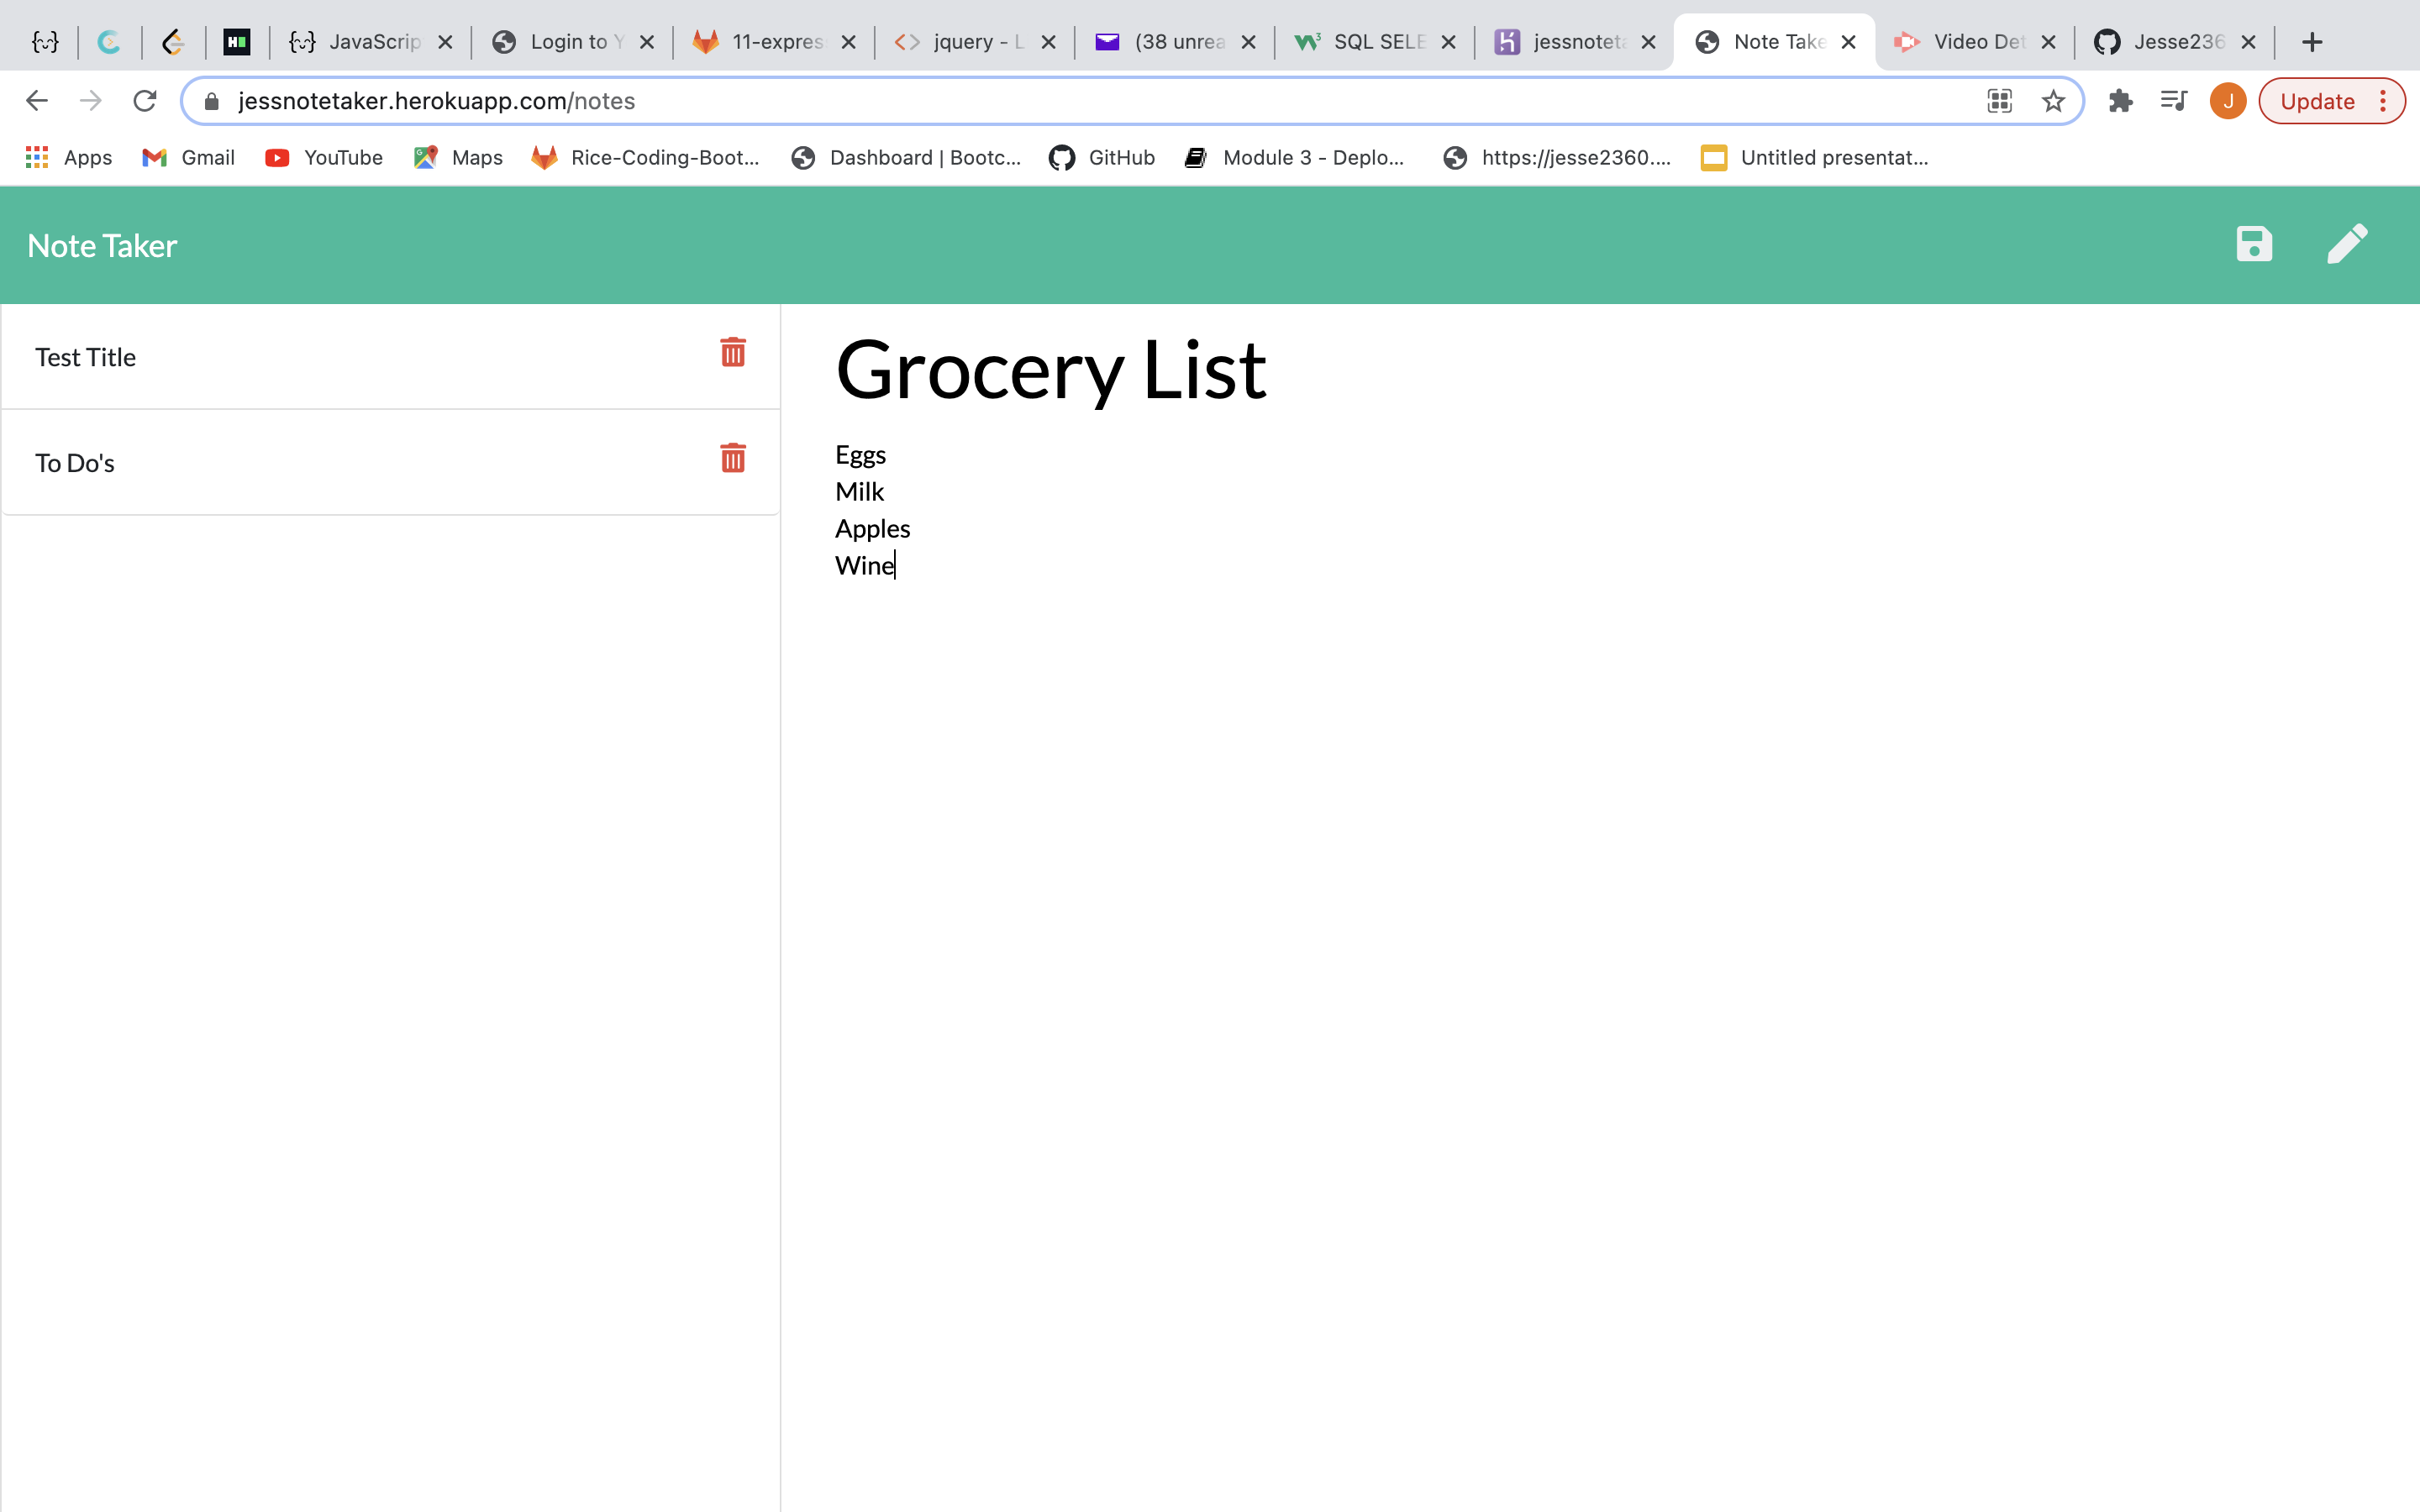 JavaScrip
Login to Y
11-expres
jquery - L
(38 unrea
SQL SELE
jessnoteta
Note Take
Video Det
Jesse236
jessnotetaker.herokuapp.com/notes
J
Update
Apps
Gmail
YouTube
Maps
Rice-Coding-Boot...
Dashboard | Bootc...
GitHub
Module 3 - Deplo...
https://jesse2360....
Untitled presentat...
Note Taker
Test Title
To Do's
Grocery List
Eggs
Milk
Apples
Wine